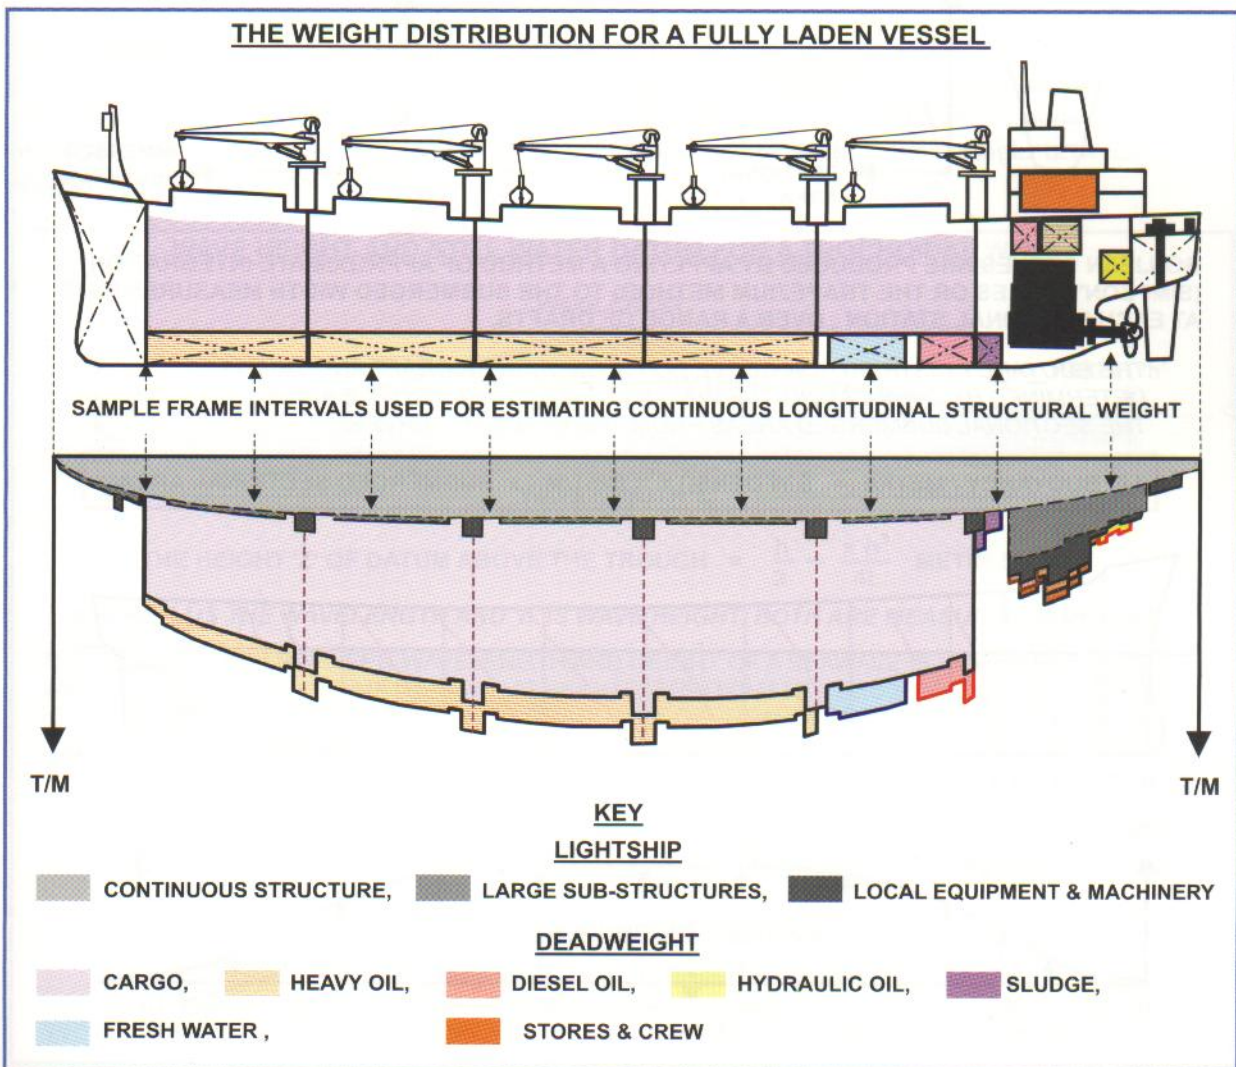 THE WEIGHT DISTRIBUTION FOR A FULLY LADEN VESSEL
SAMPLE FRAME INTERVALS USED FOR ESTIMATING CONTINUOUS LONGITUDINAL STRUCTURAL WEIGHT
T/M
T/M
KEY
LIGHTSHIP
CONTINUOUS STRUCTURE, LARGE SUB-STRUCTURES, LOCAL EQUIPMENT & MACHINERY
DEADWEIGHT
CARGO, HEAVY OIL, DIESEL OIL, HYDRAULIC OIL, SLUDGE,
FRESH WATER , STORES & CREW